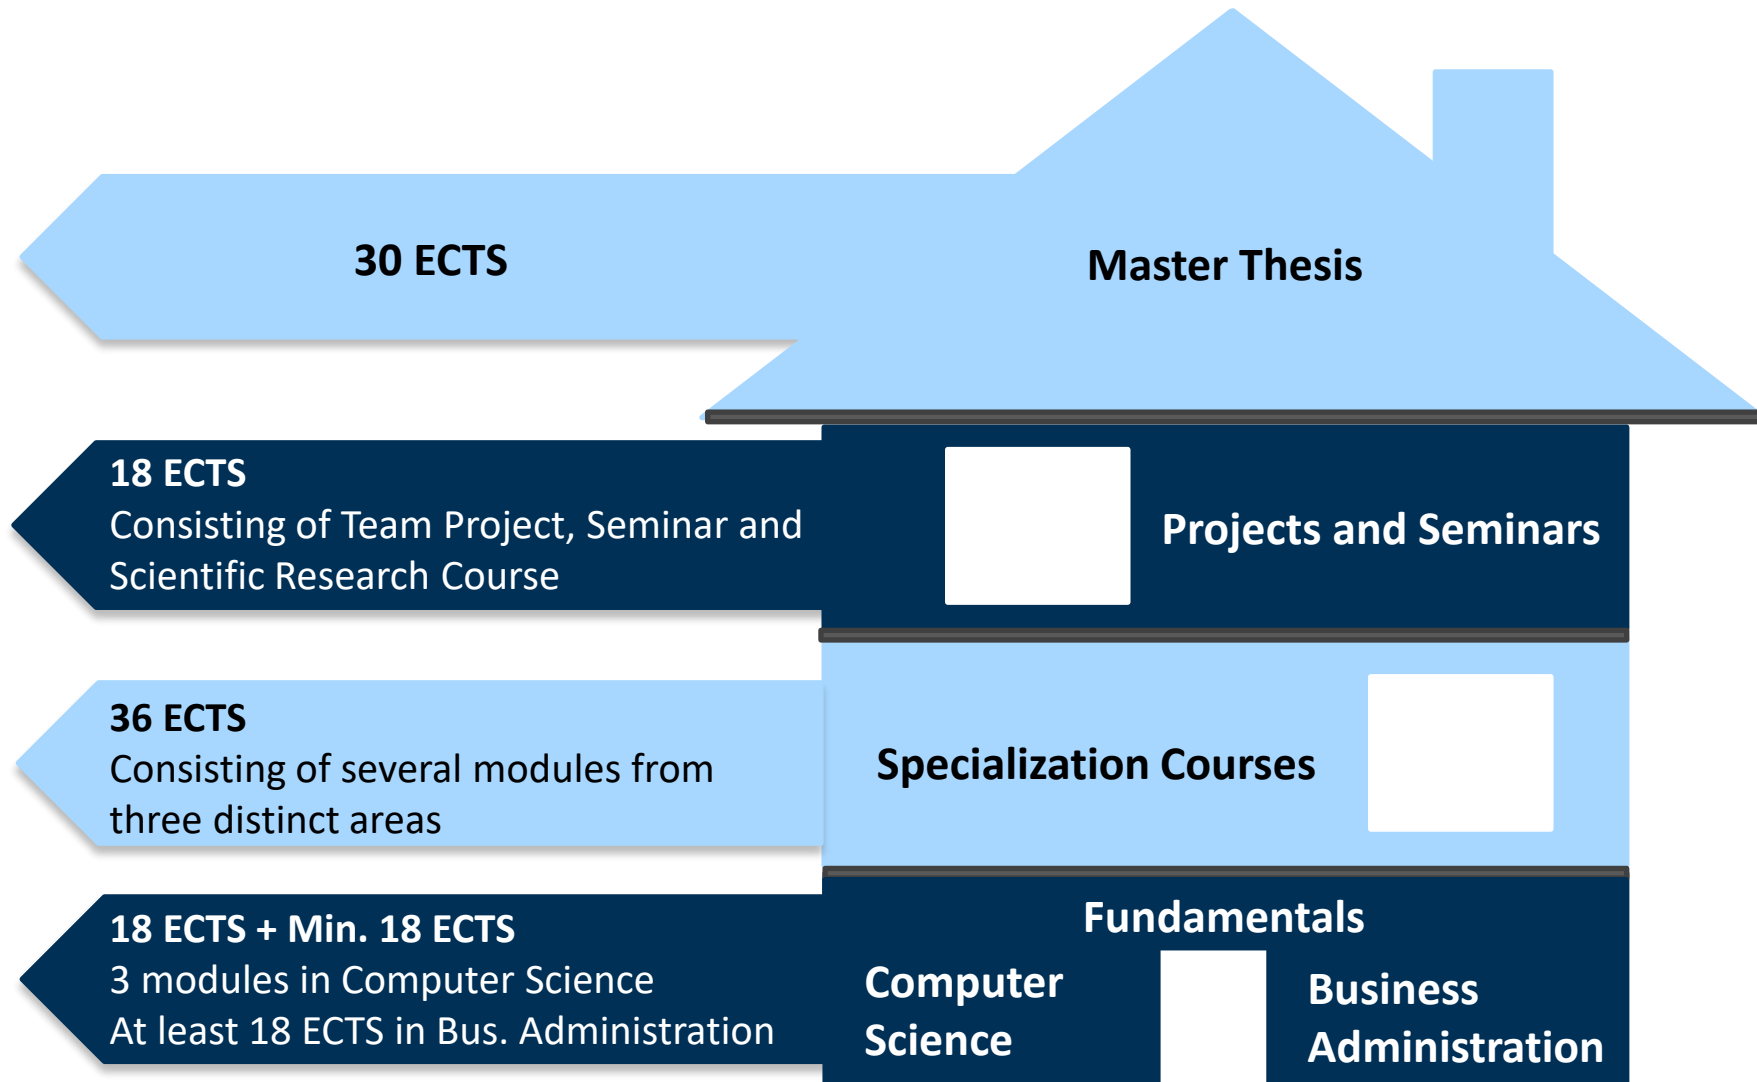 30 ECTS
Master Thesis
18 ECTS
Consisting of Team Project, Seminar and
Scientific Research Course
Projects and Seminars
36 ECTS
Consisting of several modules from
three distinct areas
Specialization Courses
18 ECTS + Min. 18 ECTS
3 modules in Computer Science
At least 18 ECTS in Bus. Administration
Fundamentals
Computer
Science
Business
Administration